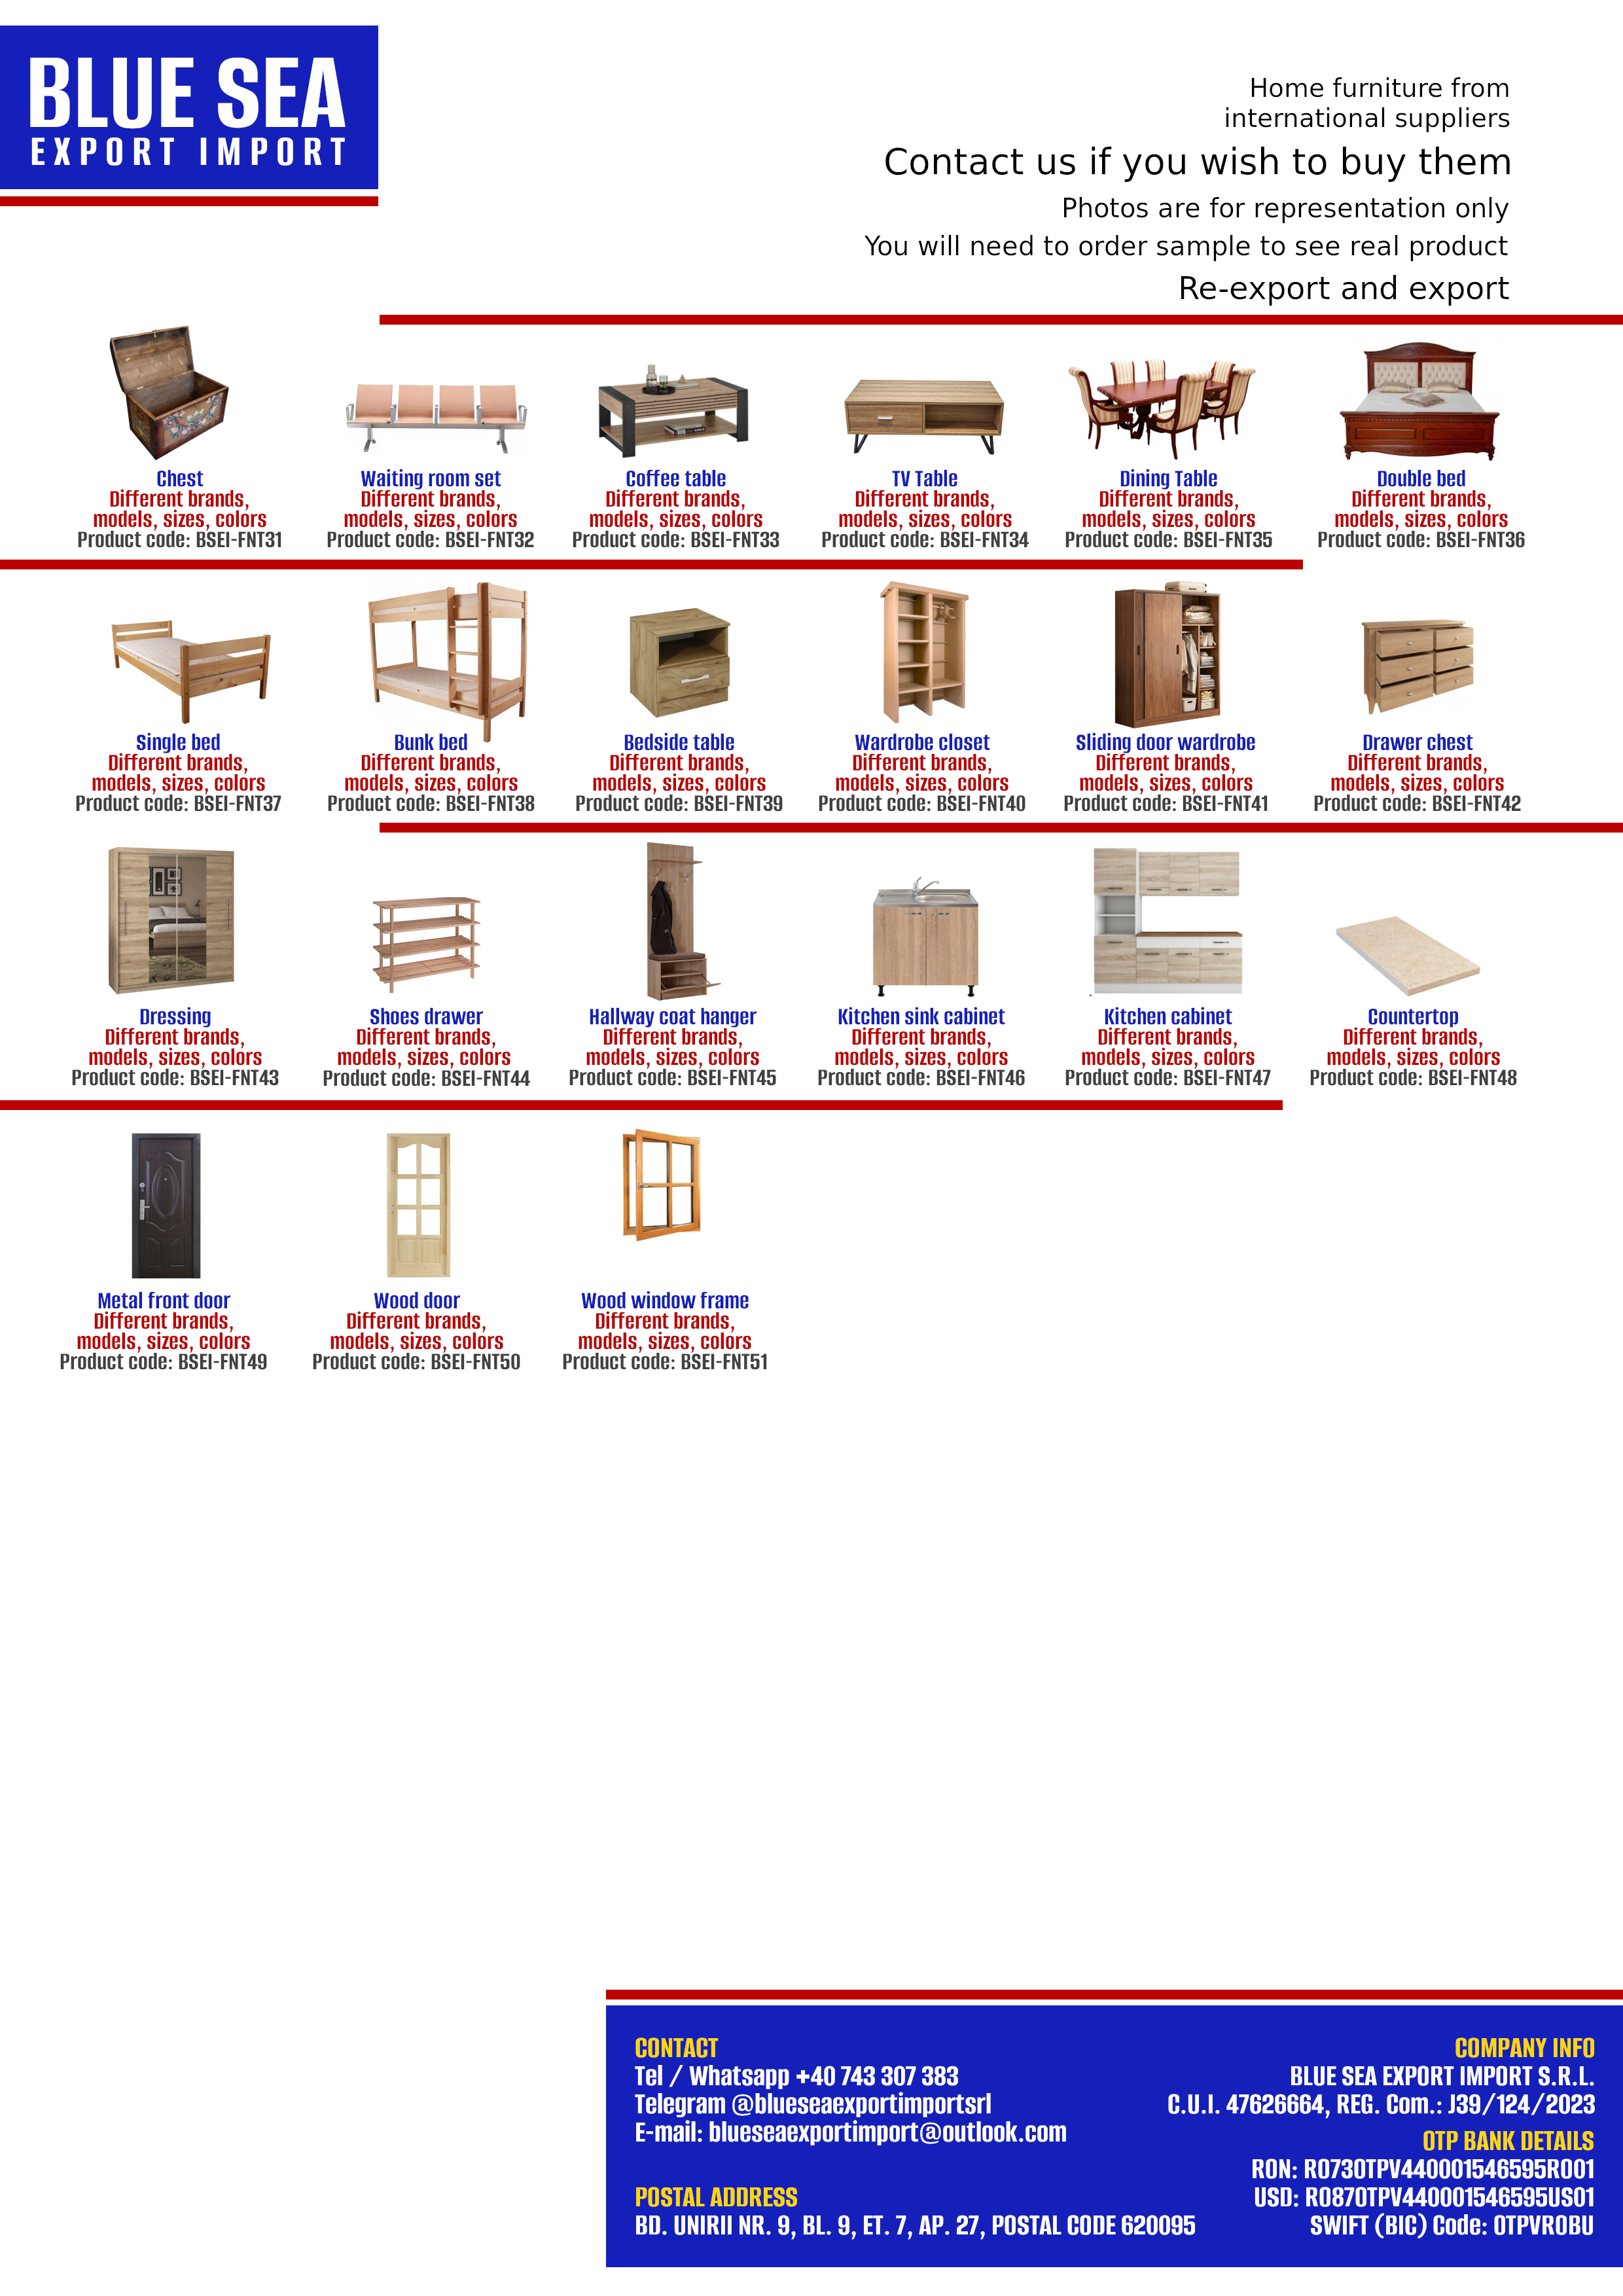 BLUE SEA
EXPORT IMPORT
Home furniture from
international suppliers
Contact us if you wish to buy them
Photos are for representation only
You will need to order sample to see real product
Re-export and export
Chest
Different brands,
models, sizes, colors
Product code: BSEI-FNT31
Waiting room set
Different brands,
models, sizes, colors
Product code: BSEI-FNT32
Coffee table
Different brands,
models, sizes, colors
Product code: BSEI-FNT33
TV Table
Different brands,
models, sizes, colors
Product code: BSEI-FNT34
Dining Table
Different brands,
models, sizes, colors
Product code: BSEI-FNT35
Double bed
Different brands,
models, sizes, colors
Product code: BSEI-FNT36
Single bed
Different brands,
models, sizes, colors
Product code: BSEI-FNT37
Bunk bed
Different brands,
models, sizes, colors
Product code: BSEI-FNT38
Bedside table
Different brands,
models, sizes, colors
Product code: BSEI-FNT39
Wardrobe closet
Different brands,
models, sizes, colors
Product code: BSEI-FNT40
Sliding door wardrobe
Different brands,
models, sizes, colors
Product code: BSEI-FNT41
Drawer chest
Different brands,
models, sizes, colors
Product code: BSEI-FNT42
Dressing
Different brands,
models, sizes, colors
Product code: BSEI-FNT43
Shoes drawer
Different brands,
models, sizes, colors
Product code: BSEI-FNT44
Hallway coat hanger
Different brands,
models, sizes, colors
Product code: BSEI-FNT45
Kitchen sink cabinet
Different brands,
models, sizes, colors
Product code: BSEI-FNT46
Kitchen cabinet
Different brands,
models, sizes, colors
Product code: BSEI-FNT47
Countertop
Different brands,
models, sizes, colors
Product code: BSEI-FNT48
Metal front door
Different brands,
models, sizes, colors
Product code: BSEI-FNT49
Wood door
Different brands,
models, sizes, colors
Product code: BSEI-FNT50
Wood window frame
Different brands,
models, sizes, colors
Product code: BSEI-FNT51
CONTACT
Tel / Whatsapp +40 743 307 383
Telegram @blueseaexportimportsrl
E-mail: blueseaexportimport@outlook.com
POSTAL ADDRESS
BD. UNIRII NR. 9, BL. 9, ET. 7, AP. 27, POSTAL CODE 620095
COMPANY INFO
BLUE SEA EXPORT IMPORT S.R.L.
C.U.I. 47626664, REG. Com.: J39/124/2023
OTP BANK DETAILS
RON: RO73OTPV440001546595RO01
USD: RO87OTPV440001546595US01
SWIFT (BIC) Code: OTPVROBU